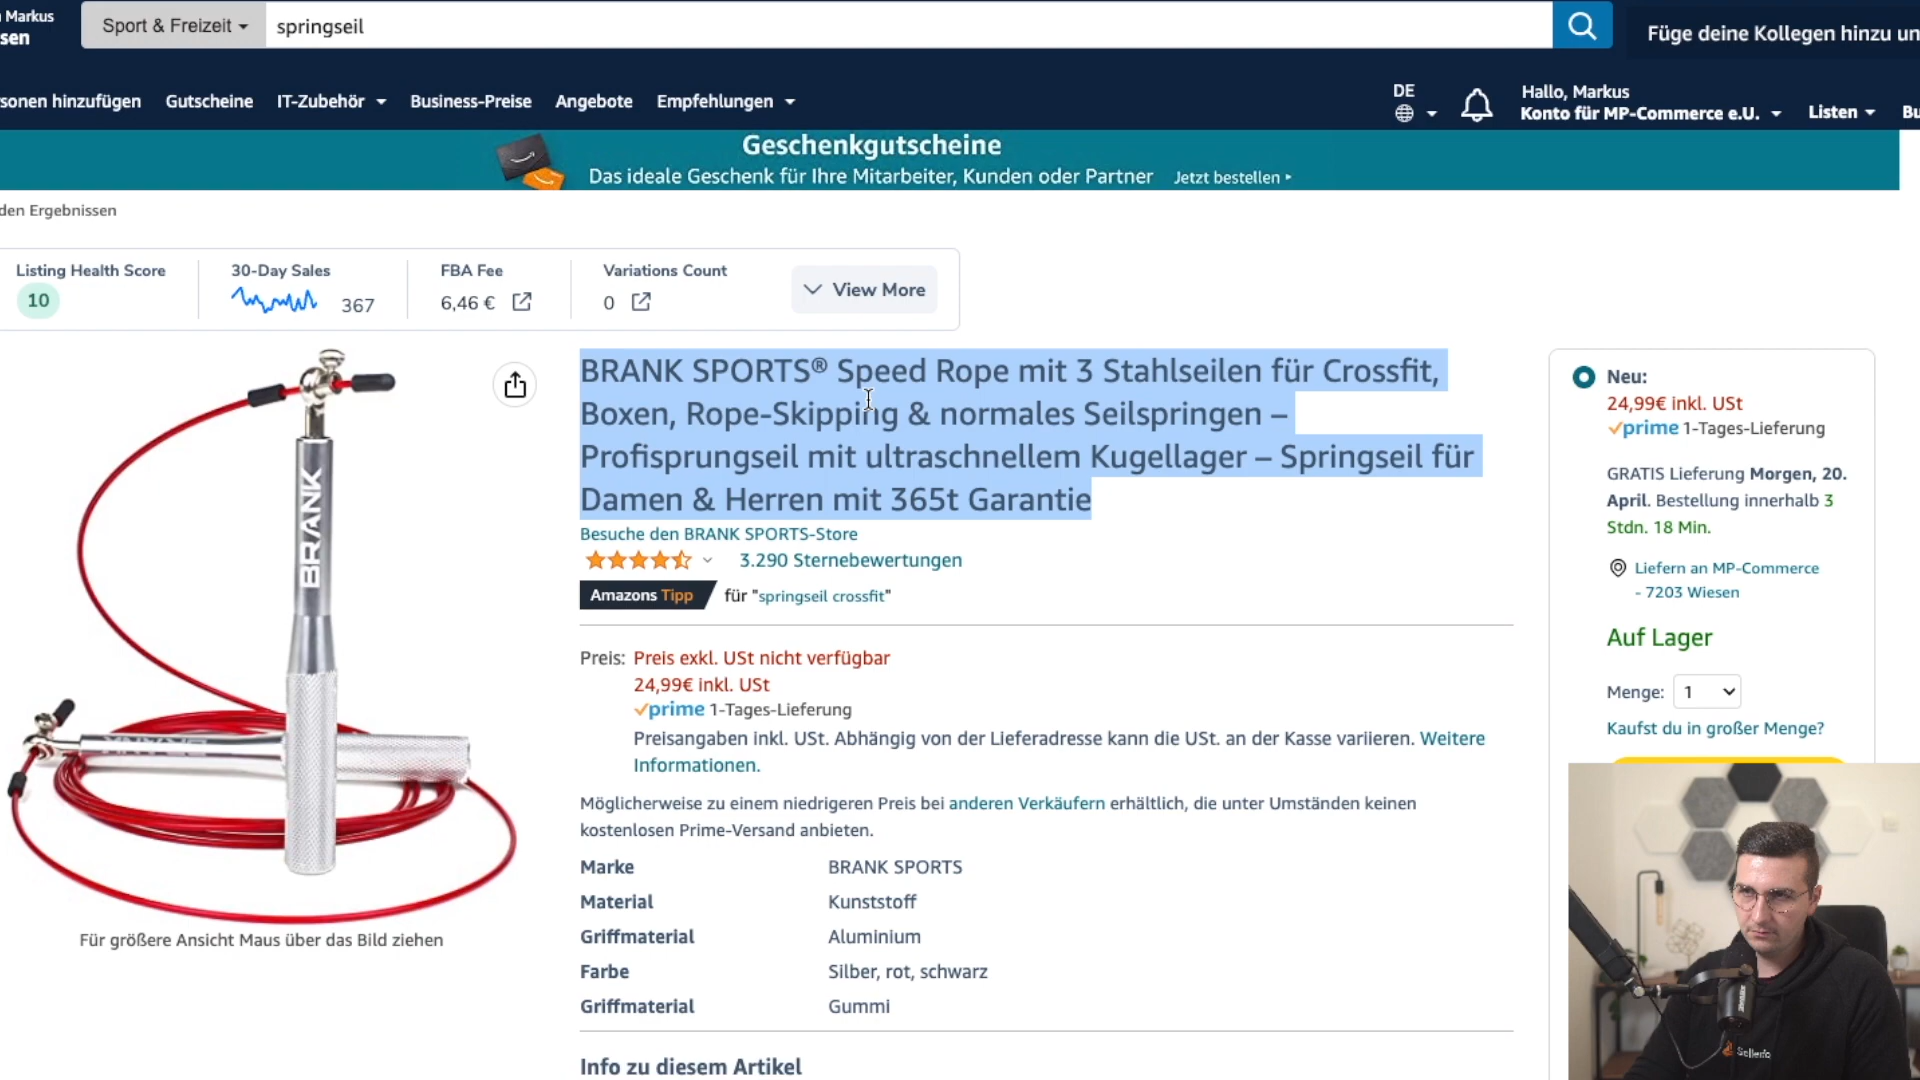 n Markus
sen
Sport & Freizeit
springseil
Füge deine Kollegen hinzu un
sonen hinzufügen
Gutscheine
IT-Zubehör
Business-Preise
Angebote
Empfehlungen
DE
Hallo, Markus
Konto für MP-Commerce e.U.
Listen
Bu
Geschenkgutscheine
Das ideale Geschenk für Ihre Mitarbeiter, Kunden oder Partner Jetzt bestellen
den Ergebnissen
Listing Health Score
10
30-Day Sales
367
FBA Fee
6,46 €
Variations Count
0
View More
BRANK SPORTS® Speed Rope mit 3 Stahlseilen für Crossfit,
Boxen, Rope-Skipping & normales Seilspringen –
Profisprungseil mit ultraschnellem Kugellager – Springseil für
Damen & Herren mit 365t Garantie
Besuche den BRANK SPORTS-Store
3.290 Sternebewertungen
Amazons Tipp für "springseil crossfit"
Preis: Preis exkl. USt nicht verfügbar
24,99€ inkl. USt
prime 1-Tages-Lieferung
Preisangaben inkl. USt. Abhängig von der Lieferadresse kann die USt. an der Kasse variieren. Weitere
Informationen.
Möglicherweise zu einem niedrigeren Preis bei anderen Verkäufern erhältlich, die unter Umständen keinen
kostenlosen Prime-Versand anbieten.
Marke BRANK SPORTS
Material Kunststoff
Griffmaterial Aluminium
Farbe Silber, rot, schwarz
Griffmaterial Gummi
Info zu diesem Artikel
BRANK
Für größere Ansicht Maus über das Bild ziehen
Neu:
24,99€ inkl. USt
prime 1-Tages-Lieferung
GRATIS Lieferung Morgen, 20.
April. Bestellung innerhalb 3
Stdn. 18 Min.
Liefern an MP-Commerce
- 7203 Wiesen
Auf Lager
Menge: 1
Kaufst du in großer Menge?